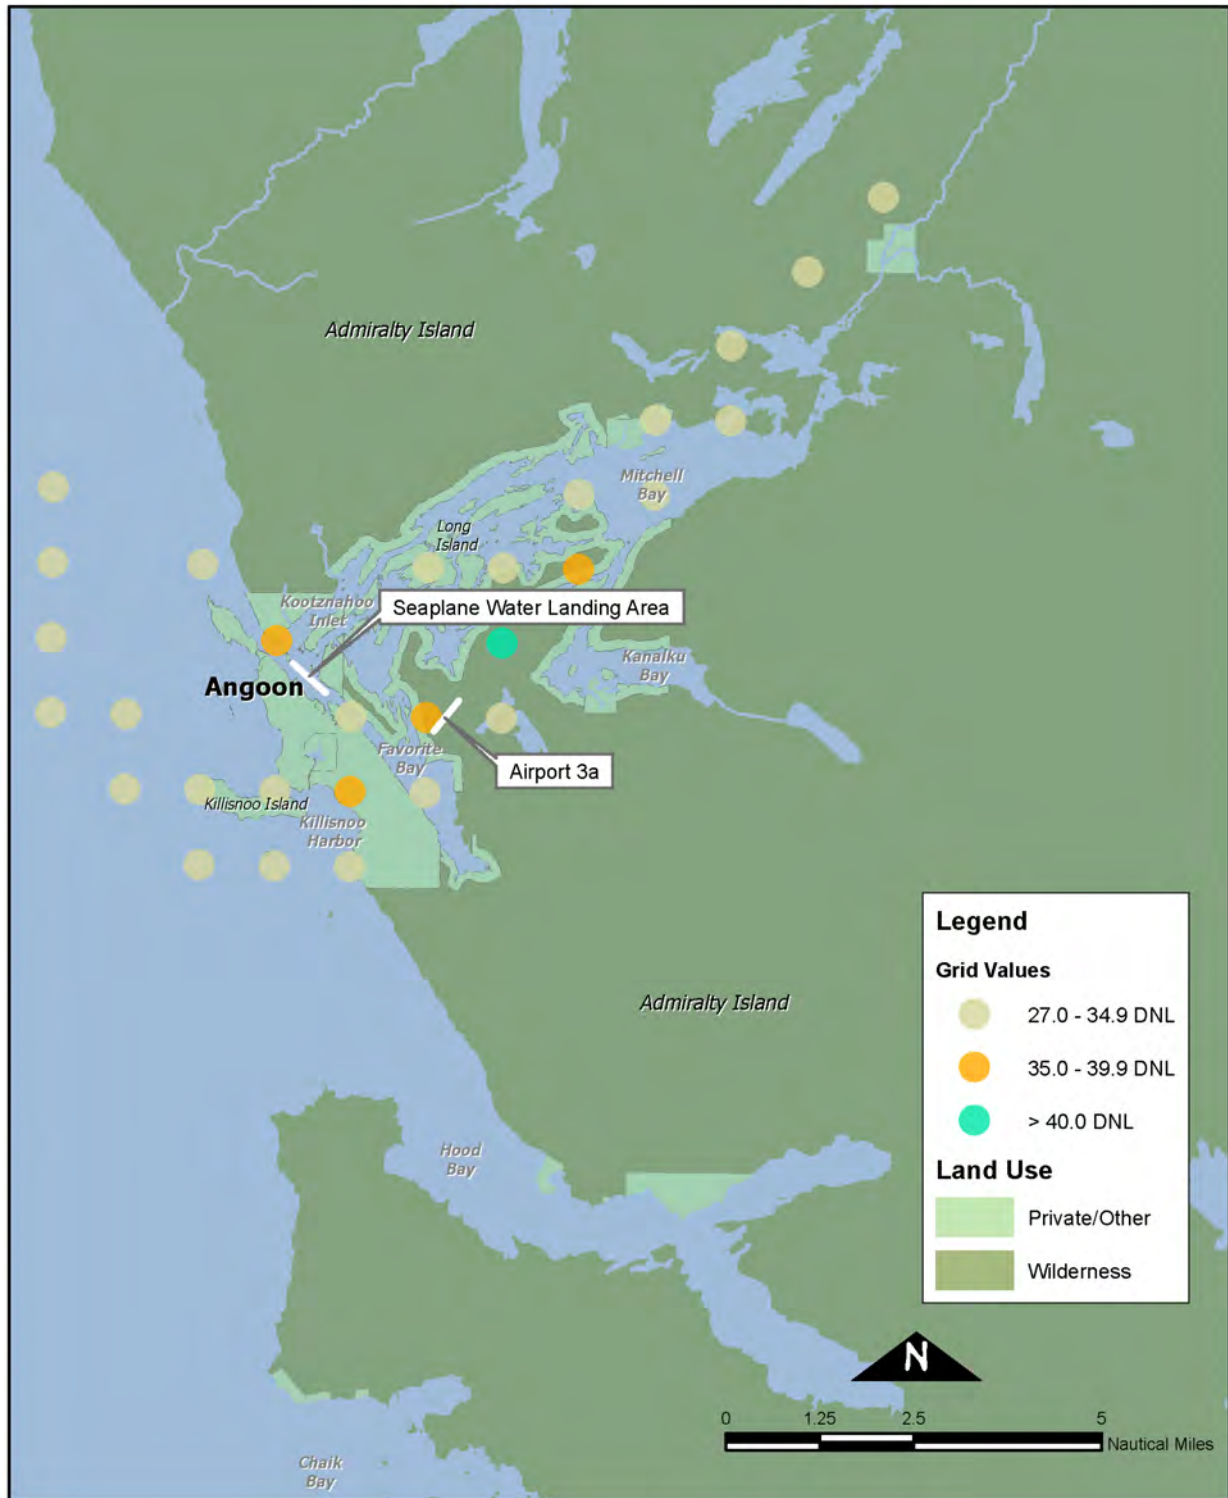 Admiralty Island
Mitchell
Bay
Long
Island
Kootznahoo
Inlet
Seaplane Water Landing Area
Kanalku
Bay
Angoon
Favorite
Bay
Airport 3a
Killisnoo Island
Killisnoo
Harbor
Admiralty Island
Hood
Bay
Chaik
Bay
Legend
Grid Values
27.0 - 34.9 DNL
35.0 - 39.9 DNL
> 40.0 DNL
Land Use
Private/Other
Wilderness
N
0 1.25 2.5 5
Nautical Miles